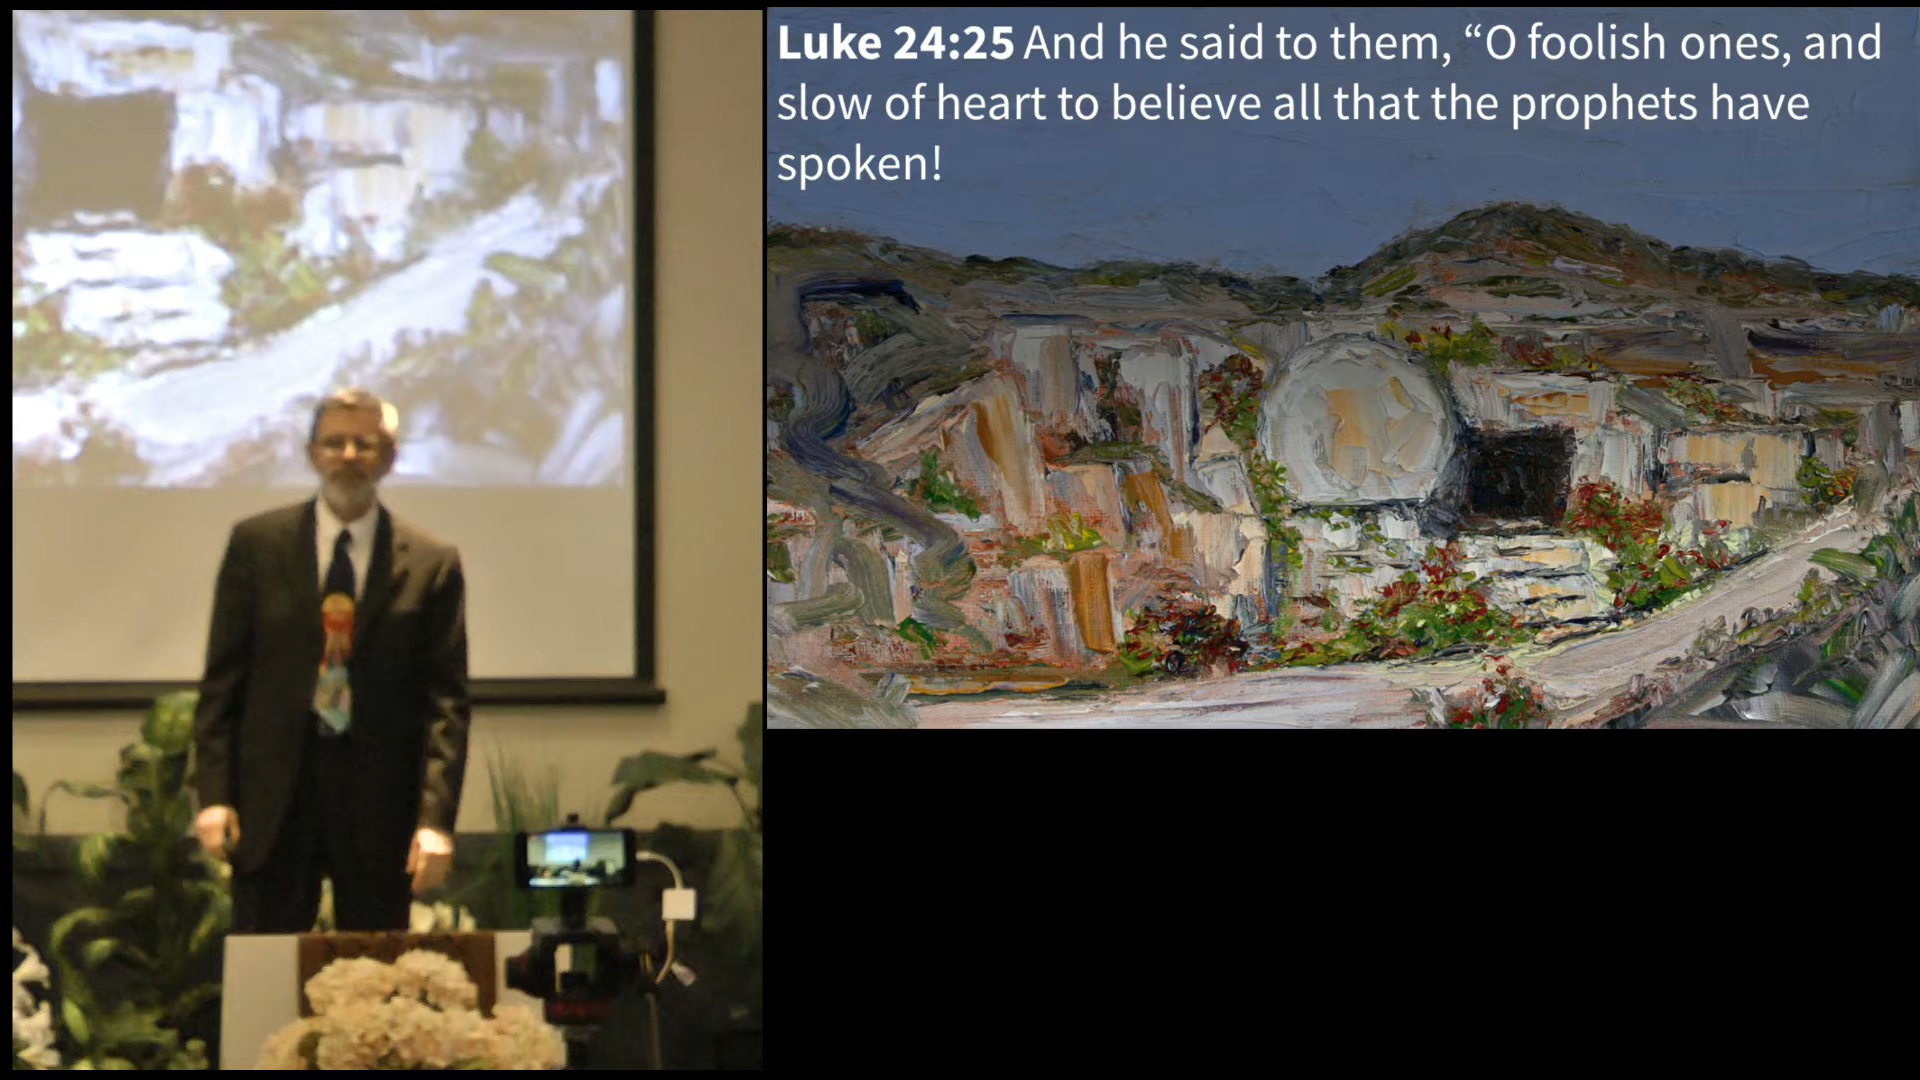 Luke 24:25 And he said to them, “O foolish ones, and
slow of heart to believe all that the prophets have
spoken!